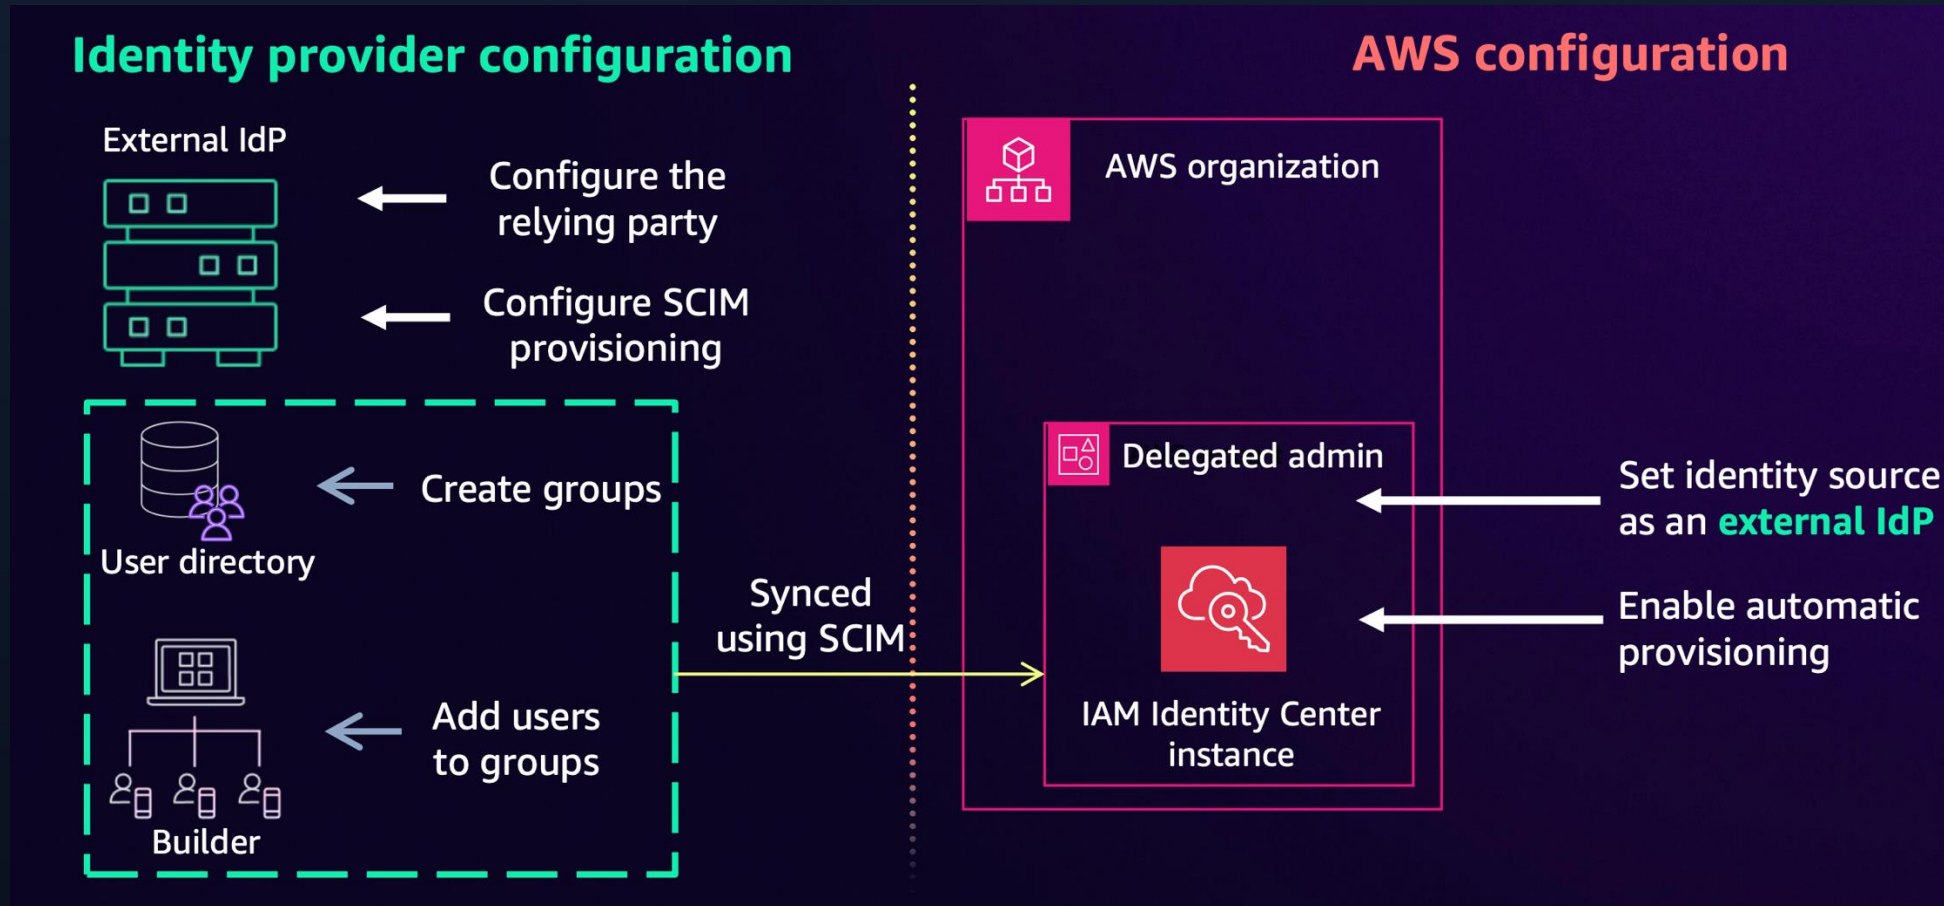 Identity provider configuration
AWS configuration
External IdP
Configure the
relying party
Configure SCIM
provisioning
Create groups
User directory
Add users
to groups
Builder
Synced
using SCIM
AWS organization
Delegated admin
IAM Identity Center
instance
Set identity source
as an external IdP
Enable automatic
provisioning